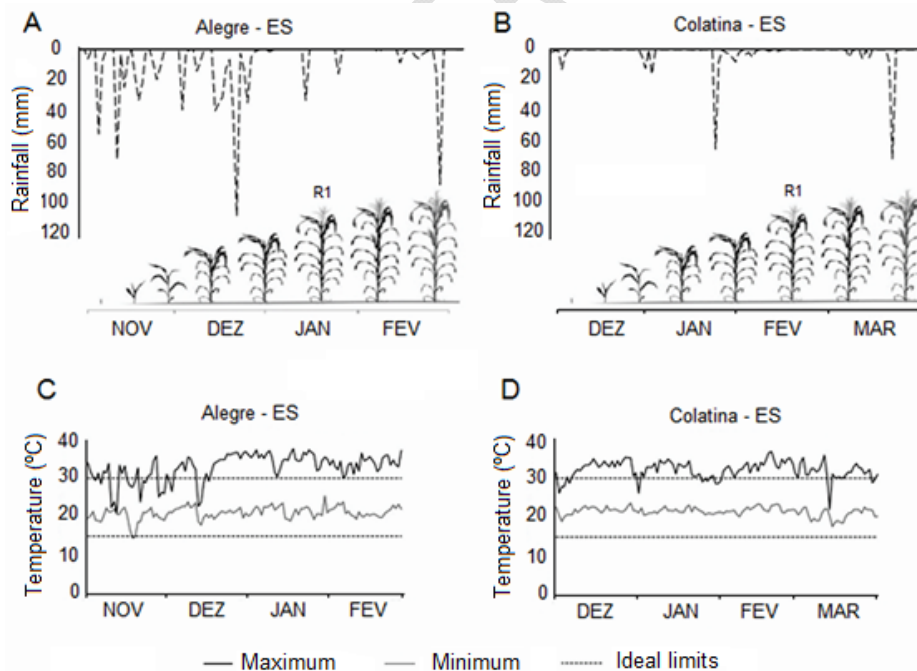 A
Alegre - ES
Rainfall (mm)
0
20
40
60
80
100
120
R1
NOV DEZ JAN FEV
B
Colatina - ES
Rainfall (mm)
0
20
40
60
80
100
120
R1
DEZ JAN FEV MAR
C
Alegre - ES
Temperature (ºC)
40
30
20
10
0
NOV DEZ JAN FEV
D
Colatina - ES
Temperature (ºC)
40
30
20
10
0
DEZ JAN FEV MAR
Maximum Minimum Ideal limits